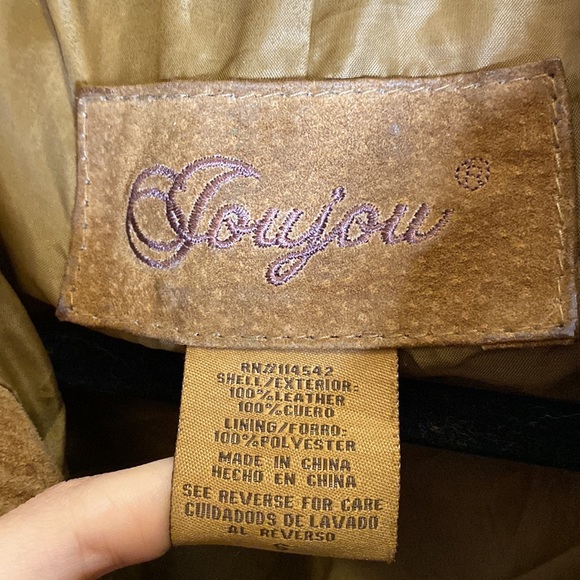 Joujou ®
RN#114542
SHELL/EXTERIOR:
100%LEATHER
100%CUERO
LINING/FORRO:
100%POLYESTER
MADE IN CHINA
HECHO EN CHINA
SEE REVERSE FOR CARE
CUIDADODS DE LAVADO
AL REVERSO